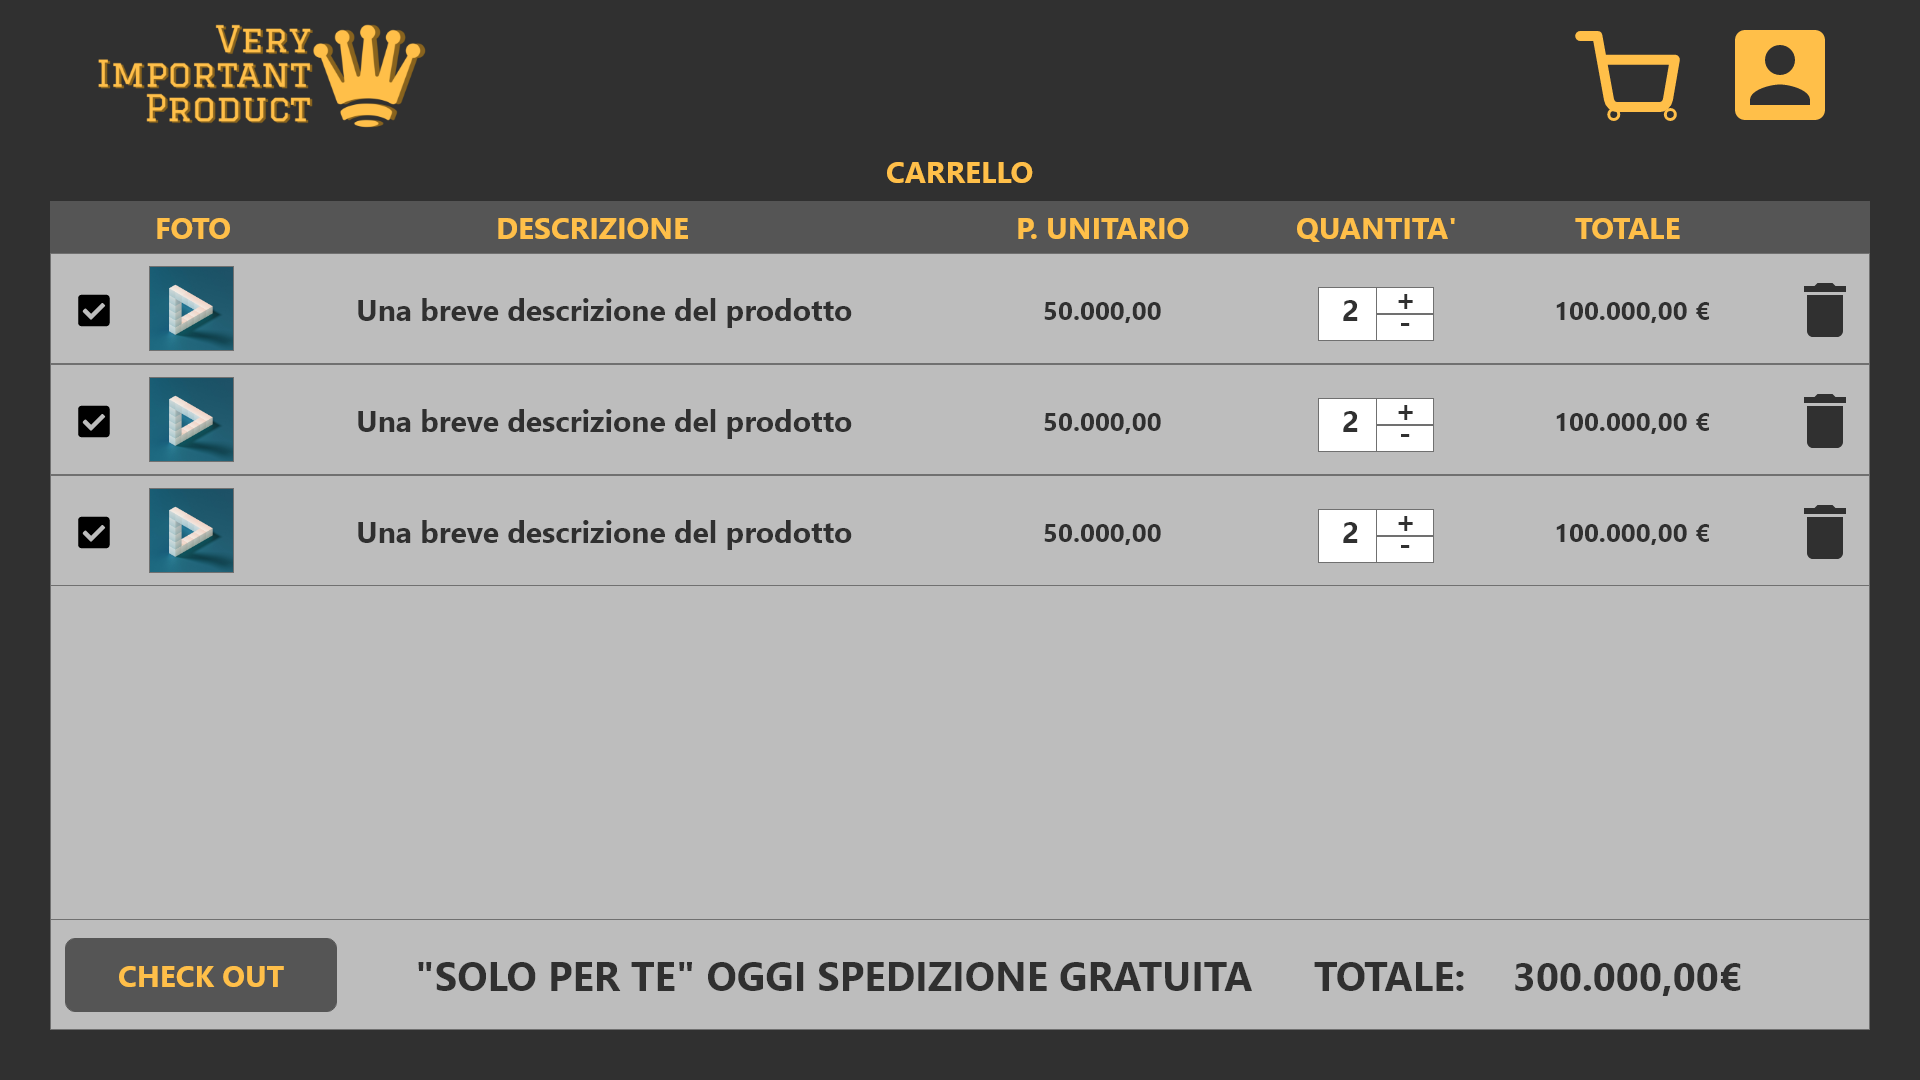 VERY
IMPORTANT
PRODUCT
CARRELLO
FOTO DESCRIZIONE P. UNITARIO QUANTITA' TOTALE
Una breve descrizione del prodotto 50.000,00 2 + - 100.000,00 €
Una breve descrizione del prodotto 50.000,00 2 + - 100.000,00 €
Una breve descrizione del prodotto 50.000,00 2 + - 100.000,00 €
CHECK OUT "SOLO PER TE" OGGI SPEDIZIONE GRATUITA TOTALE: 300.000,00€